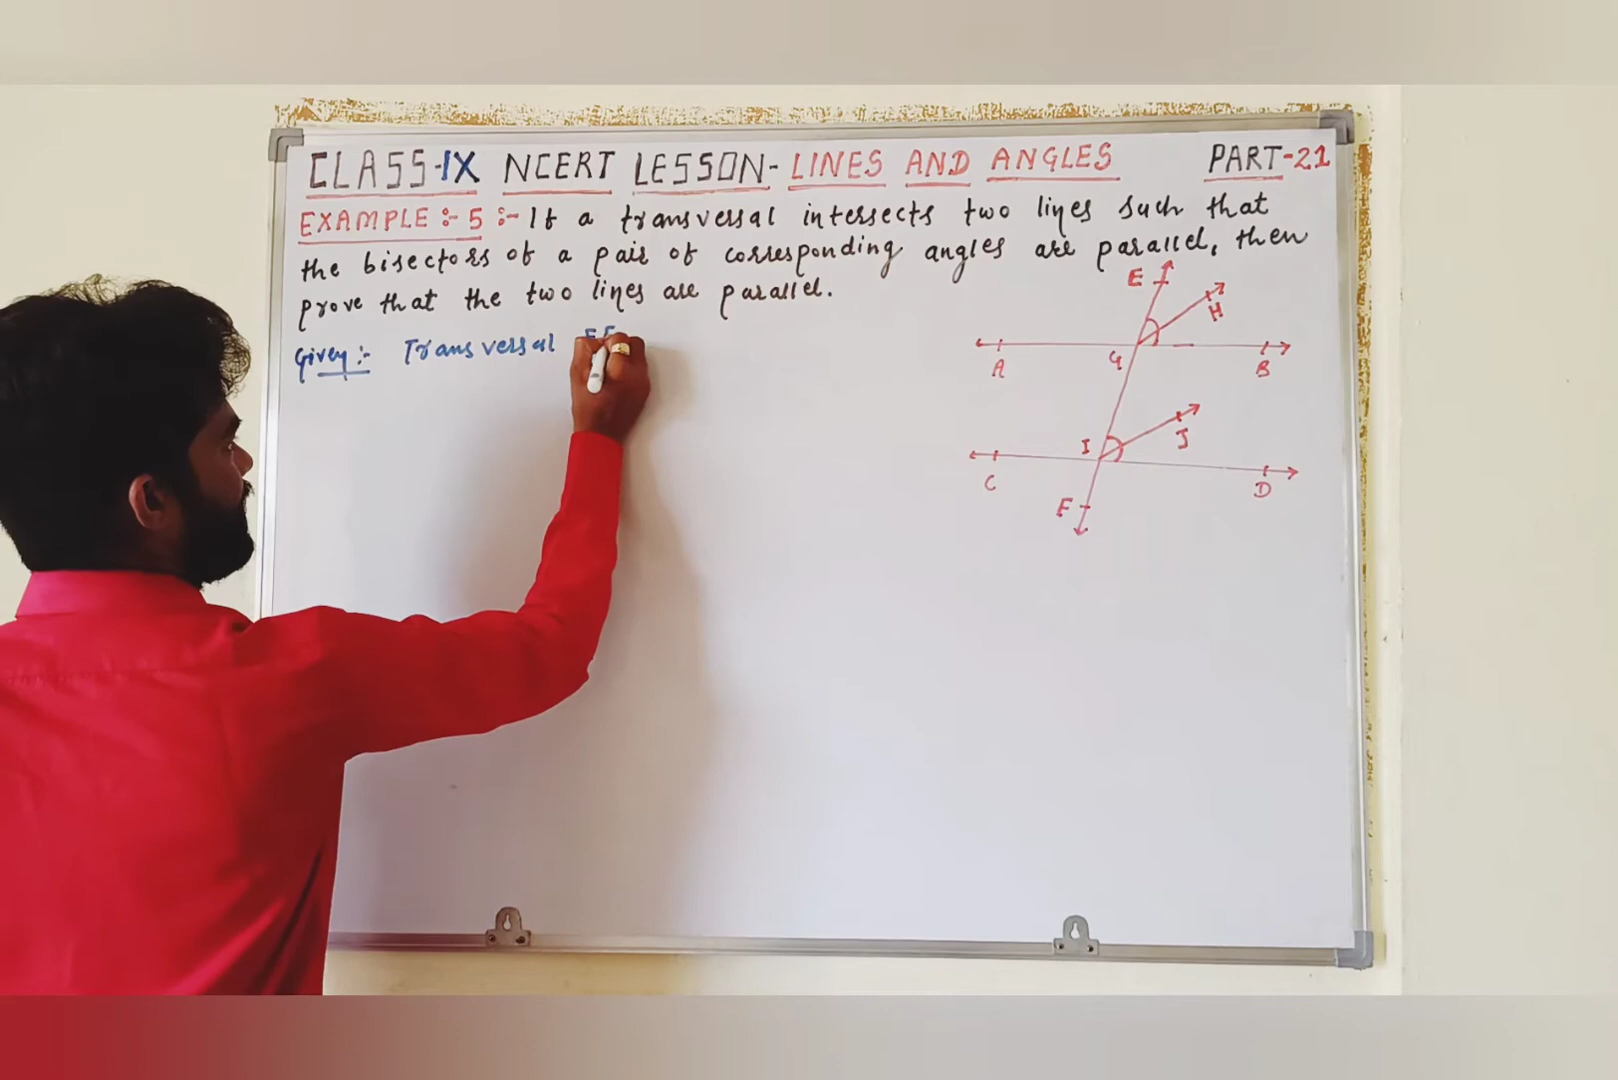 CLASS-IX NCERT LESSON- LINES AND ANGLES PART-21
EXAMPLE :- 5 :- If a transversal intersects two lines such that
the bisectors of a pair of corresponding angles are parallel, then
prove that the two lines are parallel.
Given :- Transversal EF
E
H
G
A
B
I
J
C
D
F